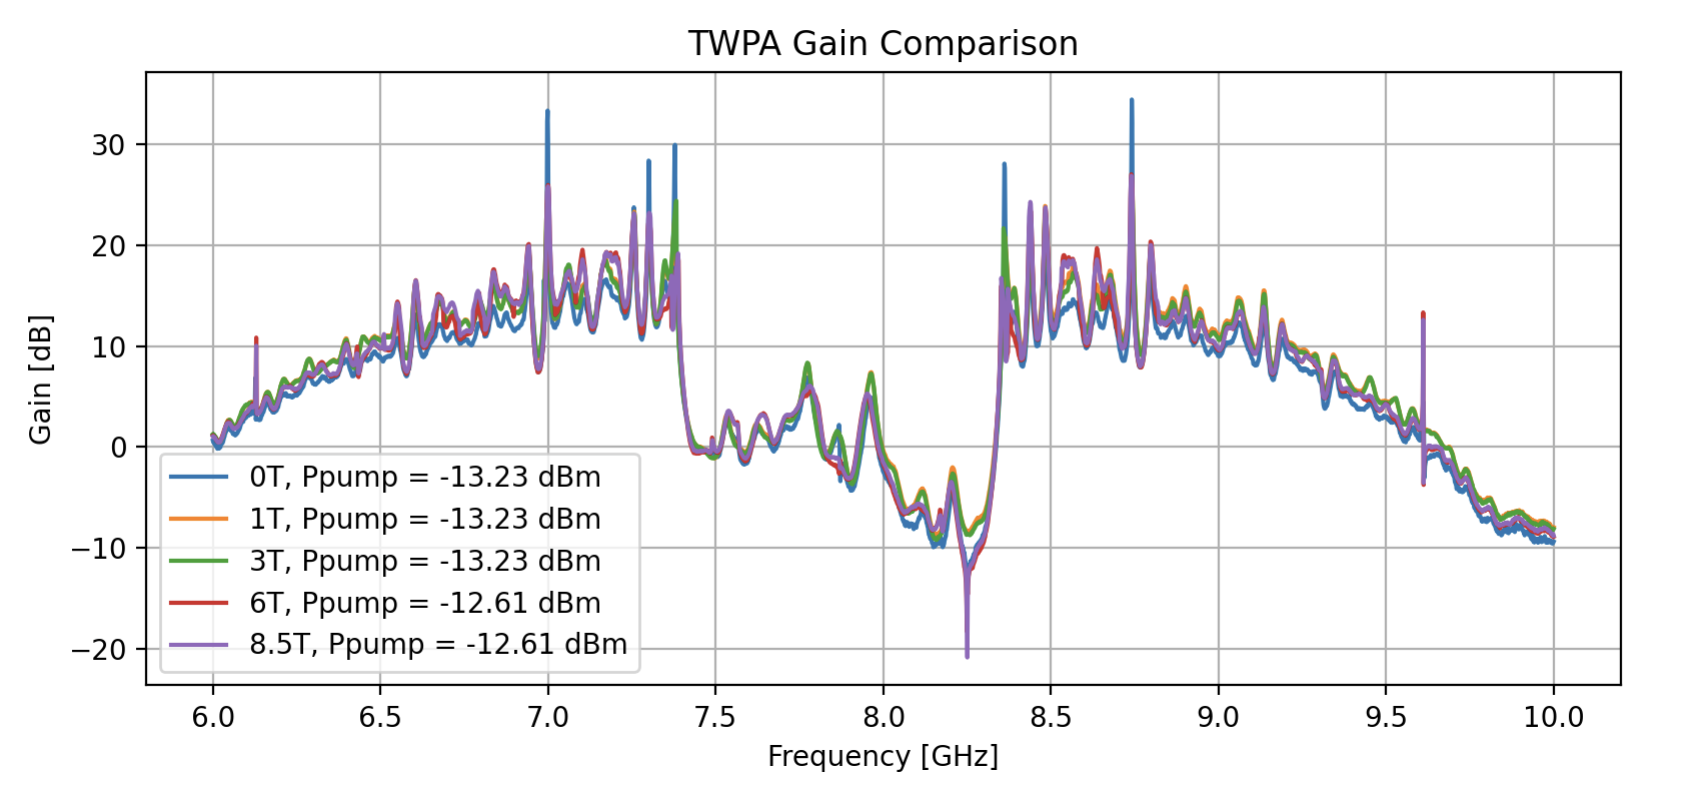 TWPA Gain Comparison
Gain [dB]
30
20
10
0
−10
−20
0T, Ppump = -13.23 dBm
1T, Ppump = -13.23 dBm
3T, Ppump = -13.23 dBm
6T, Ppump = -12.61 dBm
8.5T, Ppump = -12.61 dBm
6.0 6.5 7.0 7.5 8.0 8.5 9.0 9.5 10.0
Frequency [GHz]